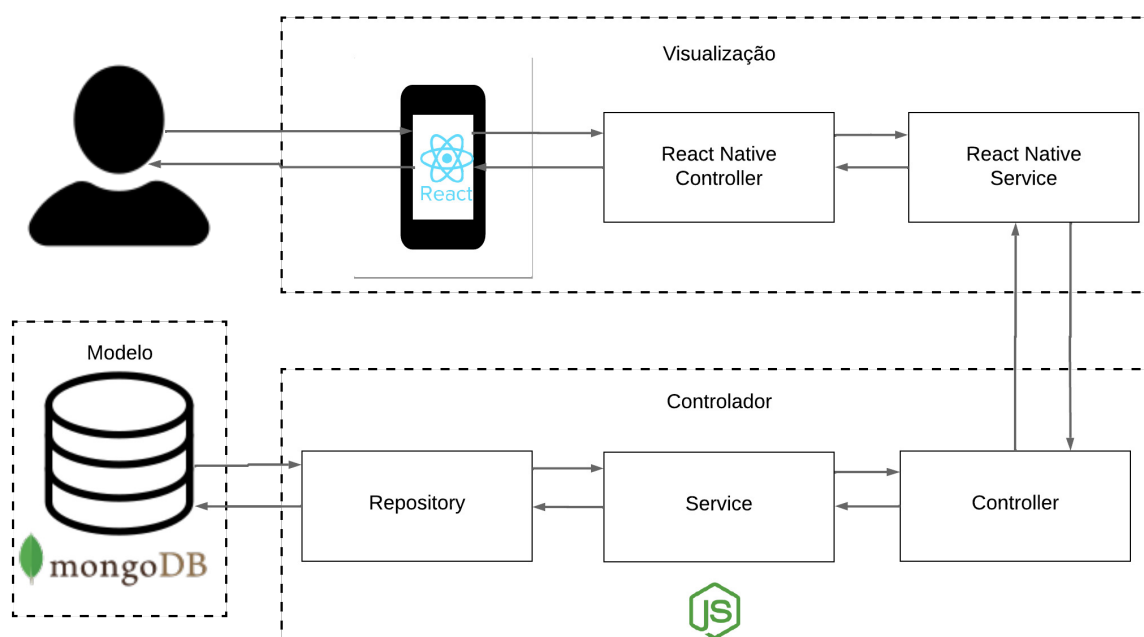 Visualização
React
React Native
Controller
React Native
Service
Modelo
mongoDB
Controlador
Repository
Service
Controller
JS